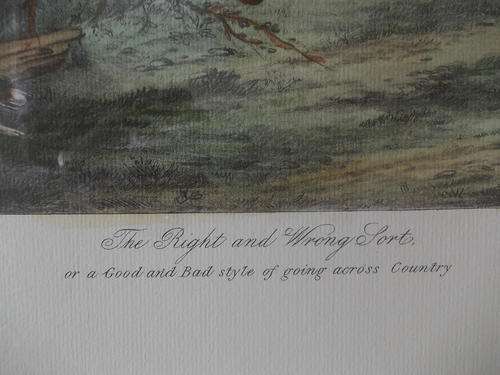 The Right and Wrong Sort.
or a Good and Bad style of going across Country